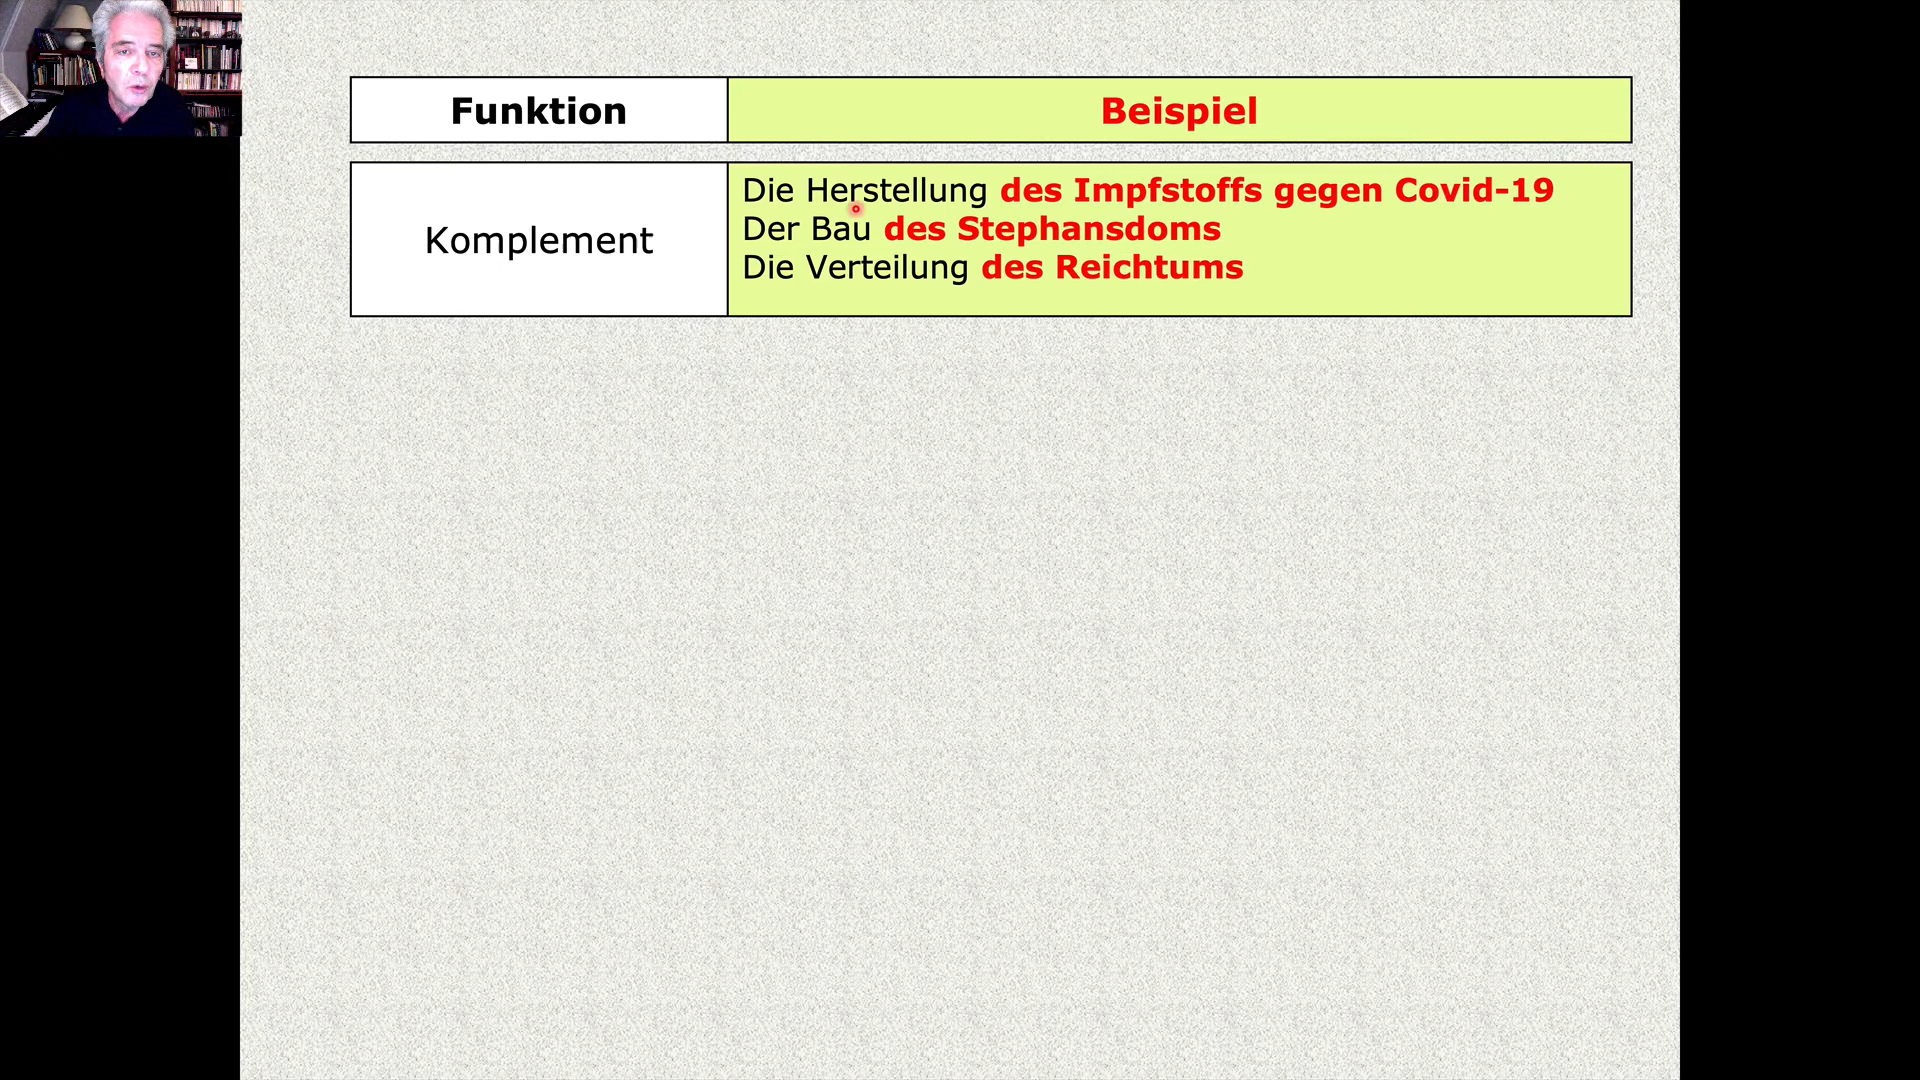 Funktion
Beispiel
Komplement
Die Herstellung des Impfstoffs gegen Covid-19
Der Bau des Stephansdoms
Die Verteilung des Reichtums